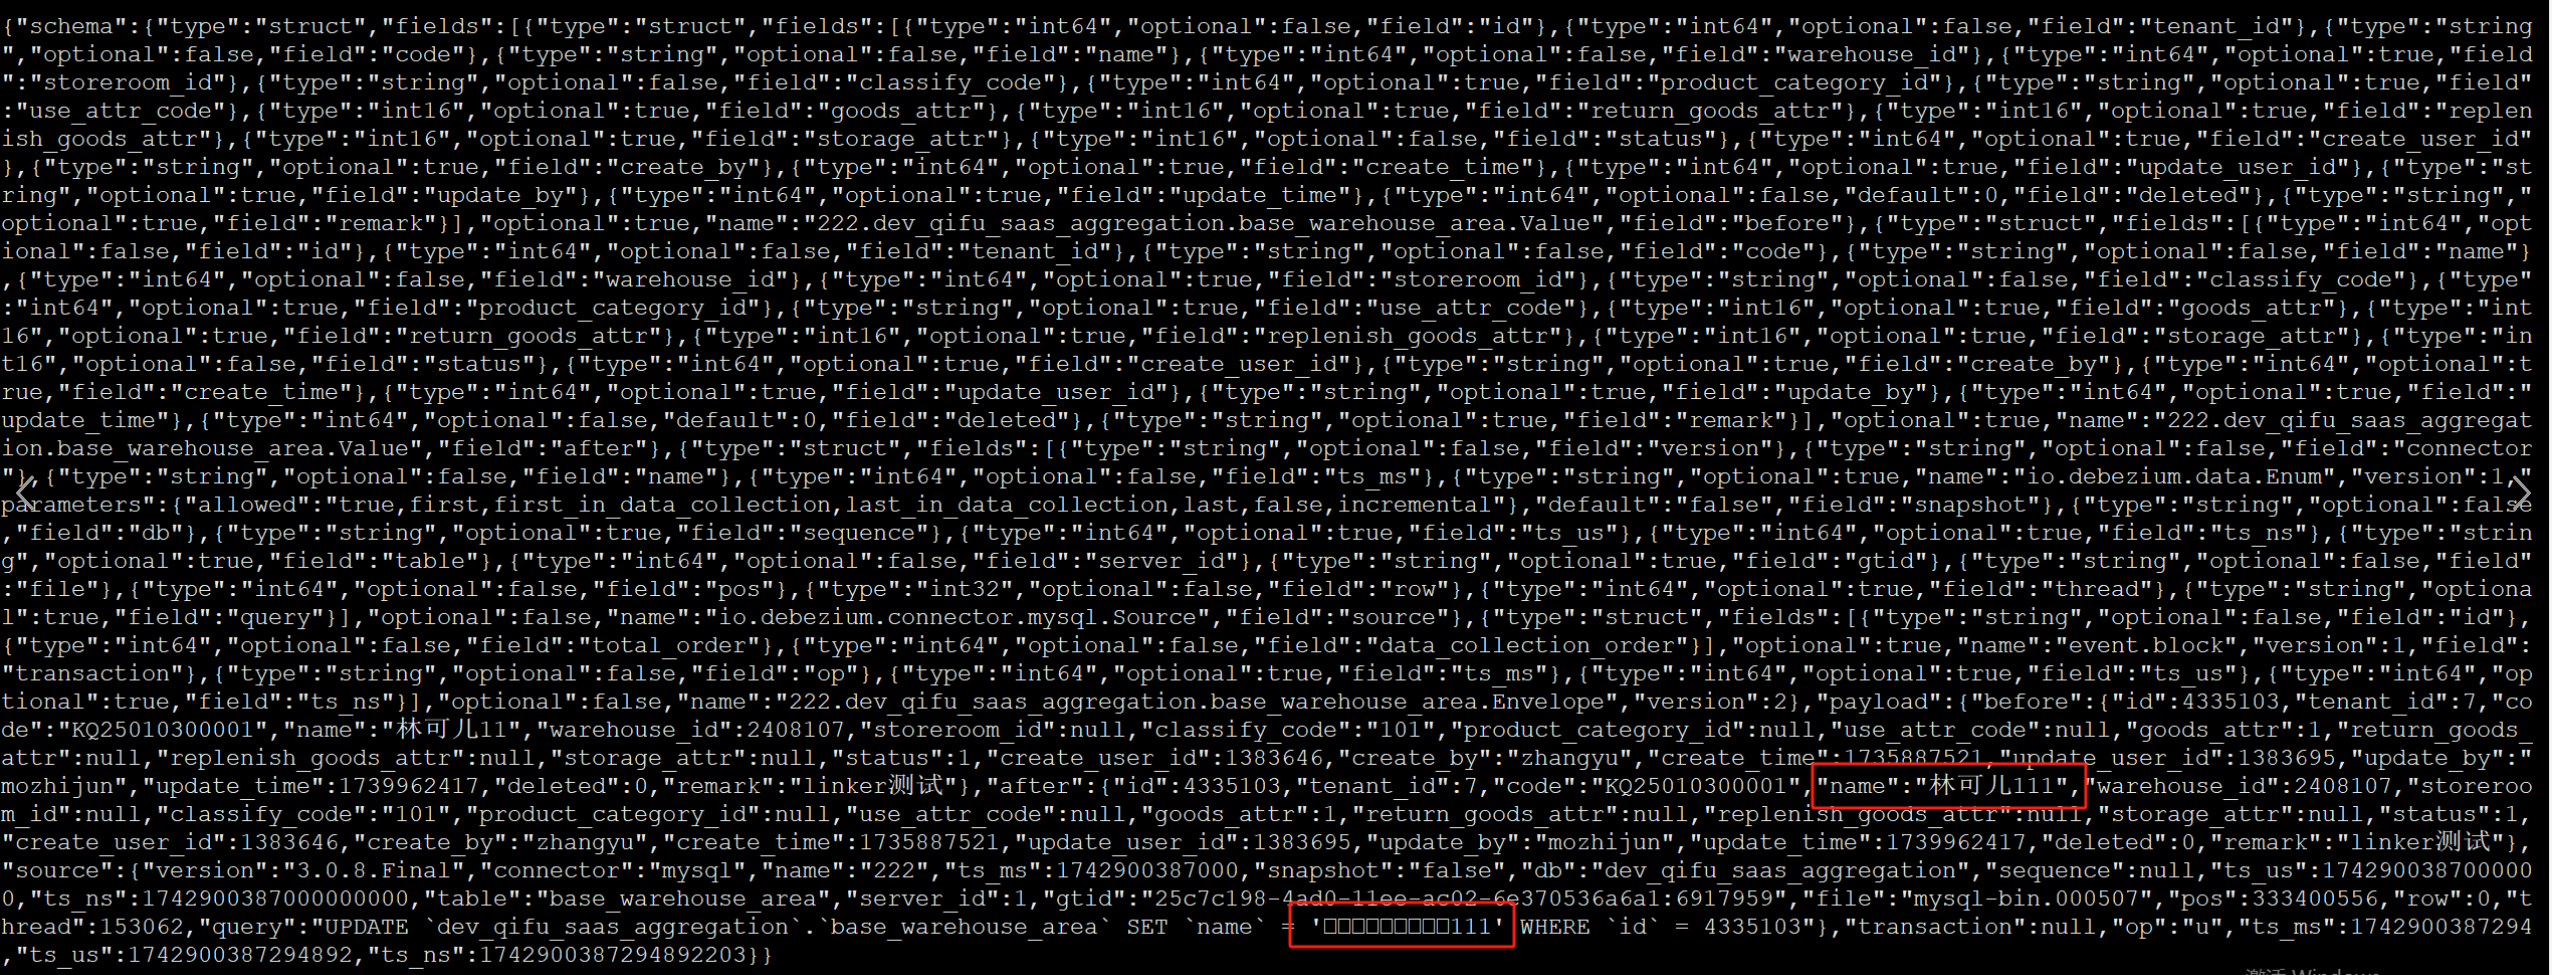 {"schema":{"type":"struct","fields":[{"type":"struct","fields":[{"type":"int64","optional":false,"field":"id"},{"type":"int64","optional":false,"field":"tenant_id"},{"type":"string
","optional":false,"field":"code"},{"type":"string","optional":false,"field":"name"},{"type":"int64","optional":false,"field":"warehouse_id"},{"type":"int64","optional":true,"field
":"storeroom_id"},{"type":"string","optional":false,"field":"classify_code"},{"type":"int64","optional":true,"field":"product_category_id"},{"type":"string","optional":true,"field
":"use_attr_code"},{"type":"int16","optional":true,"field":"goods_attr"},{"type":"int16","optional":true,"field":"return_goods_attr"},{"type":"int16","optional":true,"field":"replen
ish_goods_attr"},{"type":"int16","optional":true,"field":"storage_attr"},{"type":"int16","optional":false,"field":"status"},{"type":"int64","optional":true,"field":"create_user_id"
},{"type":"string","optional":true,"field":"create_by"},{"type":"int64","optional":true,"field":"create_time"},{"type":"int64","optional":true,"field":"update_user_id"},{"type":"st
ring","optional":true,"field":"update_by"},{"type":"int64","optional":true,"field":"update_time"},{"type":"int64","optional":false,"default":0,"field":"deleted"},{"type":"string","
optional":true,"field":"remark"}],"optional":true,"name":"222.dev_qifu_saas_aggregation.base_warehouse_area.Value","field":"before"},{"type":"struct","fields":[{"type":"int64","opt
ional":false,"field":"id"},{"type":"int64","optional":false,"field":"tenant_id"},{"type":"string","optional":false,"field":"code"},{"type":"string","optional":false,"field":"name"}
,{"type":"int64","optional":false,"field":"warehouse_id"},{"type":"int64","optional":true,"field":"storeroom_id"},{"type":"string","optional":false,"field":"classify_code"},{"type"
:"int64","optional":true,"field":"product_category_id"},{"type":"string","optional":true,"field":"use_attr_code"},{"type":"int16","optional":true,"field":"goods_attr"},{"type":"int
16","optional":true,"field":"return_goods_attr"},{"type":"int16","optional":true,"field":"replenish_goods_attr"},{"type":"int16","optional":true,"field":"storage_attr"},{"type":"in
t16","optional":false,"field":"status"},{"type":"int64","optional":true,"field":"create_user_id"},{"type":"string","optional":true,"field":"create_by"},{"type":"int64","optional":t
rue,"field":"create_time"},{"type":"int64","optional":true,"field":"update_user_id"},{"type":"string","optional":true,"field":"update_by"},{"type":"int64","optional":true,"field":"
update_time"},{"type":"int64","optional":false,"default":0,"field":"deleted"},{"type":"string","optional":true,"field":"remark"}],"optional":true,"name":"222.dev_qifu_saas_aggregat
ion.base_warehouse_area.Value","field":"after"},{"type":"struct","fields":[{"type":"string","optional":false,"field":"version"},{"type":"string","optional":false,"field":"connector
"},{"type":"string","optional":false,"field":"name"},{"type":"int64","optional":false,"field":"ts_ms"},{"type":"string","optional":true,"name":"io.debezium.data.Enum","version":1,"
parameters":{"allowed":"true,first,first_in_data_collection,last_in_data_collection,last,false,incremental"},"default":"false","field":"snapshot"},{"type":"string","optional":false
,"field":"db"},{"type":"string","optional":true,"field":"sequence"},{"type":"int64","optional":true,"field":"ts_us"},{"type":"int64","optional":true,"field":"ts_ns"},{"type":"strin
g","optional":true,"field":"table"},{"type":"int64","optional":false,"field":"server_id"},{"type":"string","optional":true,"field":"gtid"},{"type":"string","optional":false,"field"
:"file"},{"type":"int64","optional":false,"field":"pos"},{"type":"int32","optional":false,"field":"row"},{"type":"int64","optional":true,"field":"thread"},{"type":"string","optiona
l":true,"field":"query"}],"optional":false,"name":"io.debezium.connector.mysql.Source","field":"source"},{"type":"struct","fields":[{"type":"string","optional":false,"field":"id"},
{"type":"int64","optional":false,"field":"total_order"},{"type":"int64","optional":false,"field":"data_collection_order"}],"optional":true,"name":"event.block","version":1,"field":
"transaction"},{"type":"string","optional":false,"field":"op"},{"type":"int64","optional":true,"field":"ts_ms"},{"type":"int64","optional":true,"field":"ts_us"},{"type":"int64","op
tional":true,"field":"ts_ns"}],"optional":false,"name":"222.dev_qifu_saas_aggregation.base_warehouse_area.Envelope","version":2},"payload":{"before":{"id":4335103,"tenant_id":7,"co
de":"KQ25010300001","name":"林可儿11","warehouse_id":2408107,"storeroom_id":null,"classify_code":"101","product_category_id":null,"use_attr_code":null,"goods_attr":1,"return_goods_
attr":null,"replenish_goods_attr":null,"storage_attr":null,"status":1,"create_user_id":1383646,"create_by":"zhangyu","create_time":1735887521,"update_user_id":1383695,"update_by":"
mozhijun","update_time":1739962417,"deleted":0,"remark":"linker测试"},"after":{"id":4335103,"tenant_id":7,"code":"KQ25010300001","name":"林可儿111","warehouse_id":2408107,"storeroo
m_id":null,"classify_code":"101","product_category_id":null,"use_attr_code":null,"goods_attr":1,"return_goods_attr":null,"replenish_goods_attr":null,"storage_attr":null,"status":1,
"create_user_id":1383646,"create_by":"zhangyu","create_time":1735887521,"update_user_id":1383695,"update_by":"mozhijun","update_time":1739962417,"deleted":0,"remark":"linker测试"},
"source":{"version":"3.0.8.Final","connector":"mysql","name":"222","ts_ms":1742900387000,"snapshot":"false","db":"dev_qifu_saas_aggregation","sequence":null,"ts_us":174290038700000
0,"ts_ns":1742900387000000000,"table":"base_warehouse_area","server_id":1,"gtid":"25c7c198-4ad0-11ee-ac02-6e370536a6a1:6917959","file":"mysql-bin.000507","pos":333400556,"row":0,"t
hread":153062,"query":"UPDATE `dev_qifu_saas_aggregation`.`base_warehouse_area` SET `name` = '□□□□□□□□□111' WHERE `id` = 4335103"},"transaction":null,"op":"u","ts_ms":1742900387294
,"ts_us":1742900387294892,"ts_ns":1742900387294892203}}